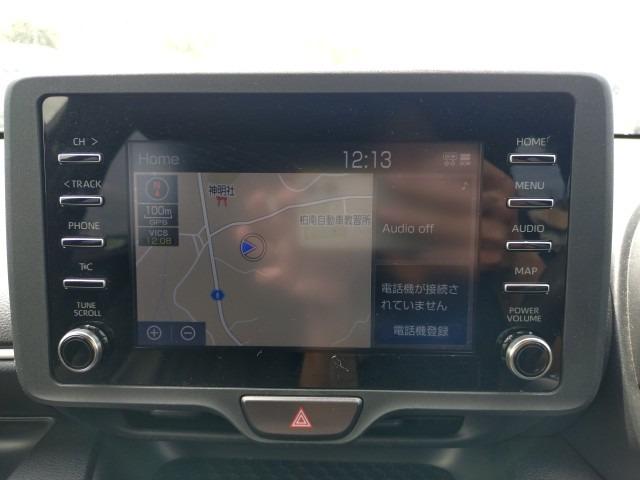 CH >
< TRACK
PHONE
T&C
TUNE
SCROLL
Home
12:13
100m
GPS
VICS
12:08
神明社
柏南自動車教習所
Audio off
電話機が接続さ
れていません
電話機登録
HOME
MENU
AUDIO
MAP
POWER
VOLUME